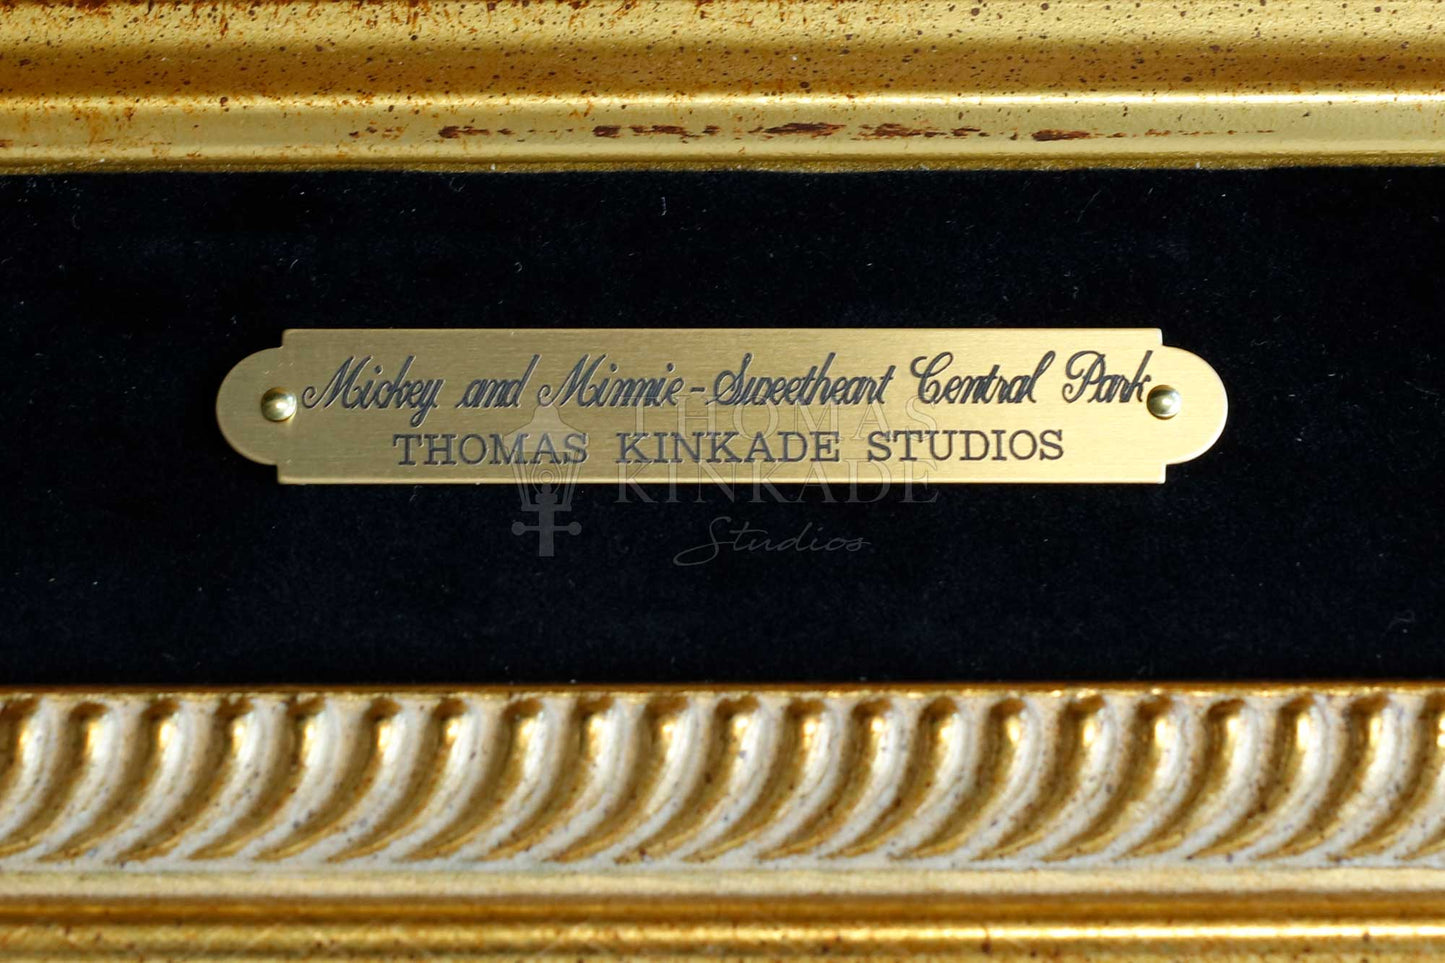 Mickey and Minnie-Sweetheart Central Park
THOMAS KINKADE STUDIOS
THOMAS
KINKADE
Studios